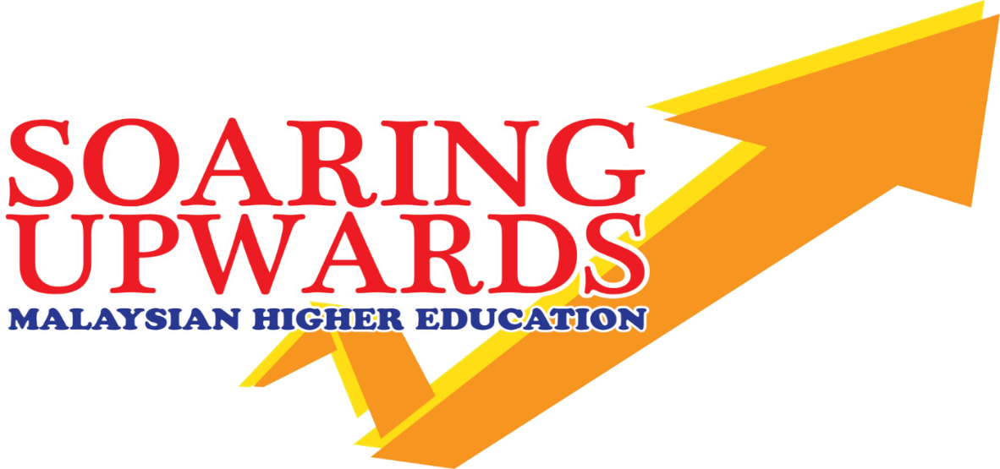 SOARING
UPWARDS
MALAYSIAN HIGHER EDUCATION